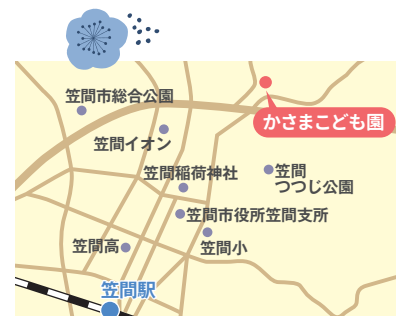 笠間市総合公園
かさまこども園
笠間イオン
笠間稲荷神社
笠間
つつじ公園
笠間市役所笠間支所
笠間高
笠間小
笠間駅